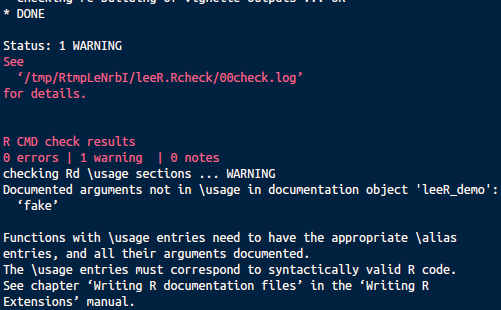 * DONE
Status: 1 WARNING
See
‘/tmp/RtmpLeNrbI/leeR.Rcheck/00check.log’
for details.
R CMD check results
0 errors | 1 warning | 0 notes
checking Rd \usage sections ... WARNING
Documented arguments not in \usage in documentation object 'leeR_demo':
‘fake’
Functions with \usage entries need to have the appropriate \alias
entries, and all their arguments documented.
The \usage entries must correspond to syntactically valid R code.
See chapter ‘Writing R documentation files’ in the ‘Writing R
Extensions’ manual.